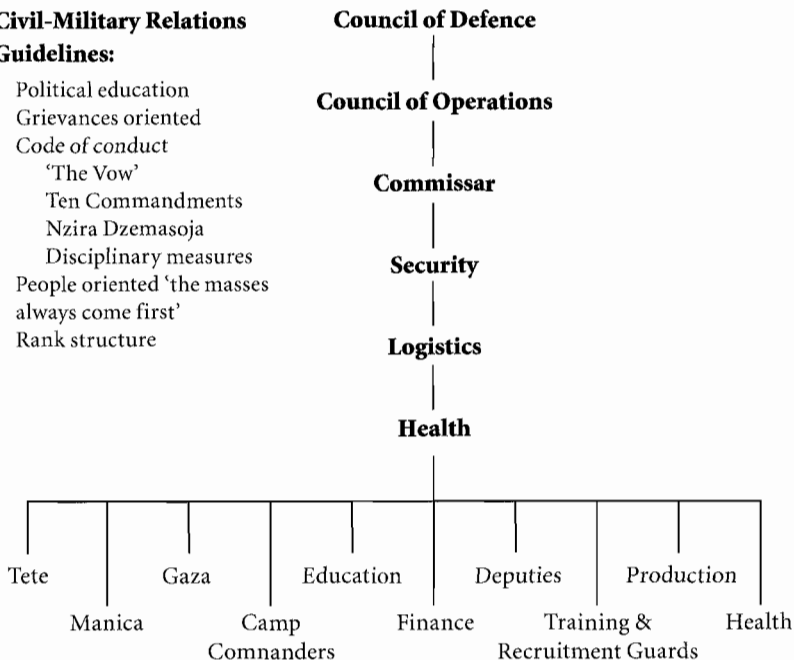 Civil-Military Relations
Guidelines:
Political education
Grievances oriented
Code of conduct
‘The Vow’
Ten Commandments
Nzira Dzemasoja
Disciplinary measures
People oriented ‘the masses
always come first’
Rank structure
Council of Defence
Council of Operations
Commissar
Security
Logistics
Health
Tete
Gaza
Education
Deputies
Production
Manica
Camp
Comnanders
Finance
Training &
Recruitment Guards
Health